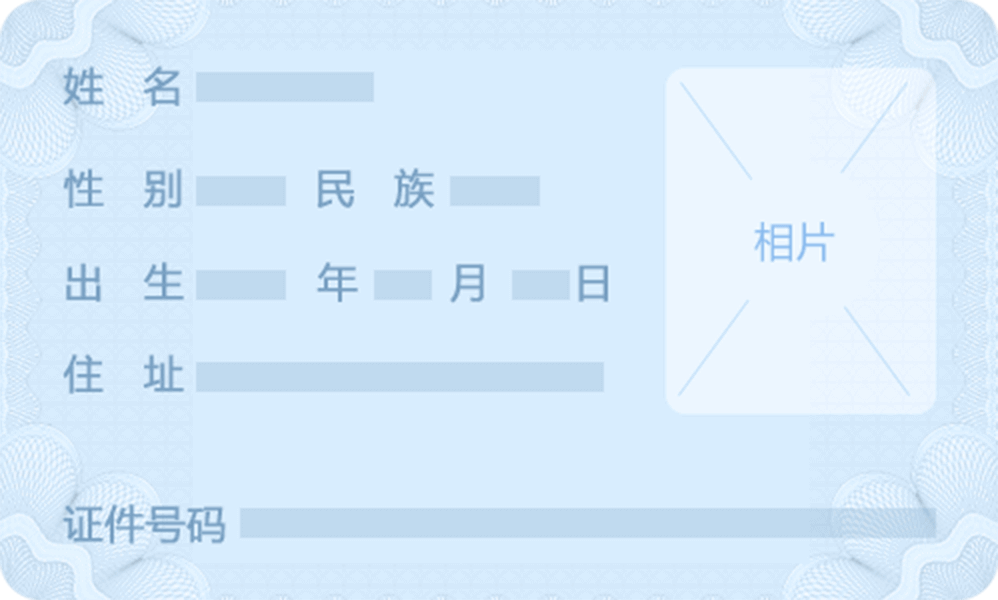 姓 名
性 别 民 族
出 生 年 月 日
住 址
相片
证件号码